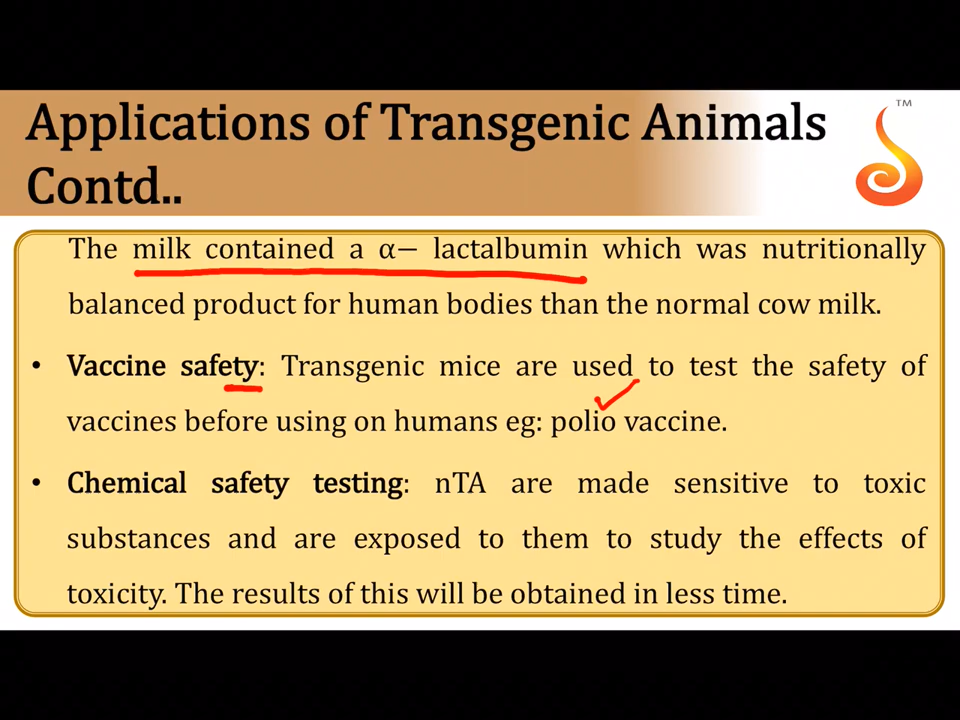 Applications of Transgenic Animals
Contd..
TM
The milk contained a α− lactalbumin which was nutritionally
balanced product for human bodies than the normal cow milk.
• Vaccine safety: Transgenic mice are used to test the safety of
vaccines before using on humans eg: polio vaccine.
• Chemical safety testing: nTA are made sensitive to toxic
substances and are exposed to them to study the effects of
toxicity. The results of this will be obtained in less time.